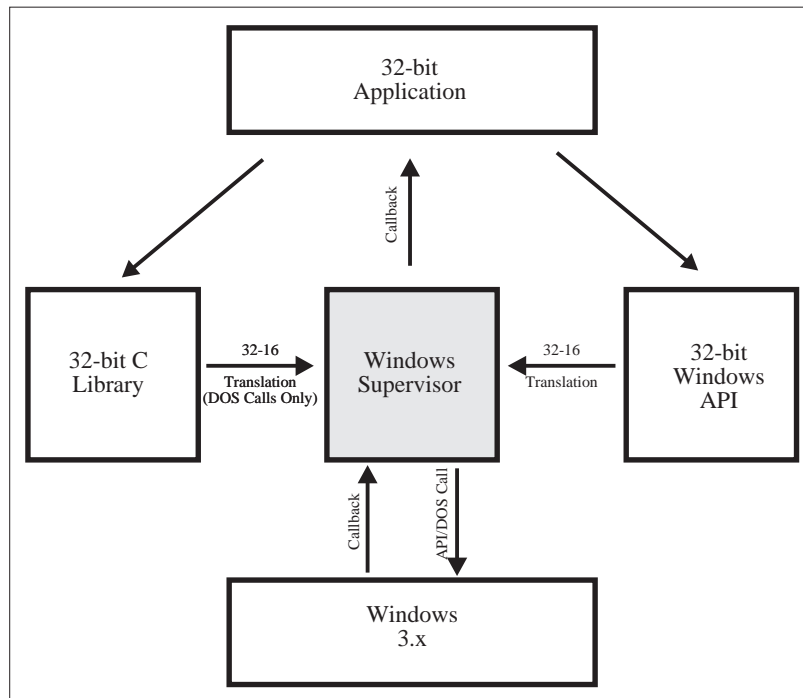 32-bit
Application
Callback
32-bit C
Library
32-16
Translation
(DOS Calls Only)
Windows
Supervisor
32-16
Translation
32-bit
Windows
API
Callback
API/DOS Call
Windows
3.x